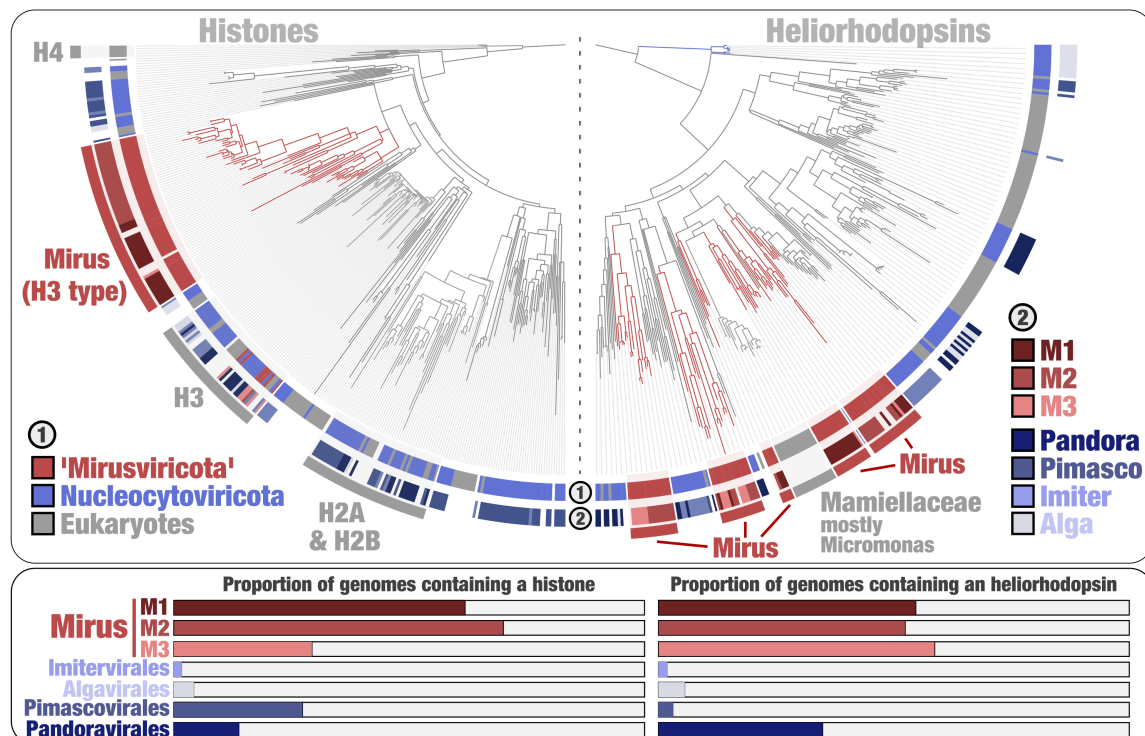 Histones
Heliorhodopsins
H4
Mirus
(H3 type)
H3
H2A
& H2B
1
'Mirusviricota'
Nucleocytoviricota
Eukaryotes
1
2
Mirus
Mirus
Mamiellaceae
mostly
Micromonas
2
M1
M2
M3
Pandora
Pimasco
Imiter
Alga
Proportion of genomes containing a histone
Proportion of genomes containing an heliorhodopsin
Mirus
M1
M2
M3
Imitervirales
Algavirales
Pimascovirales
Pandoravirales